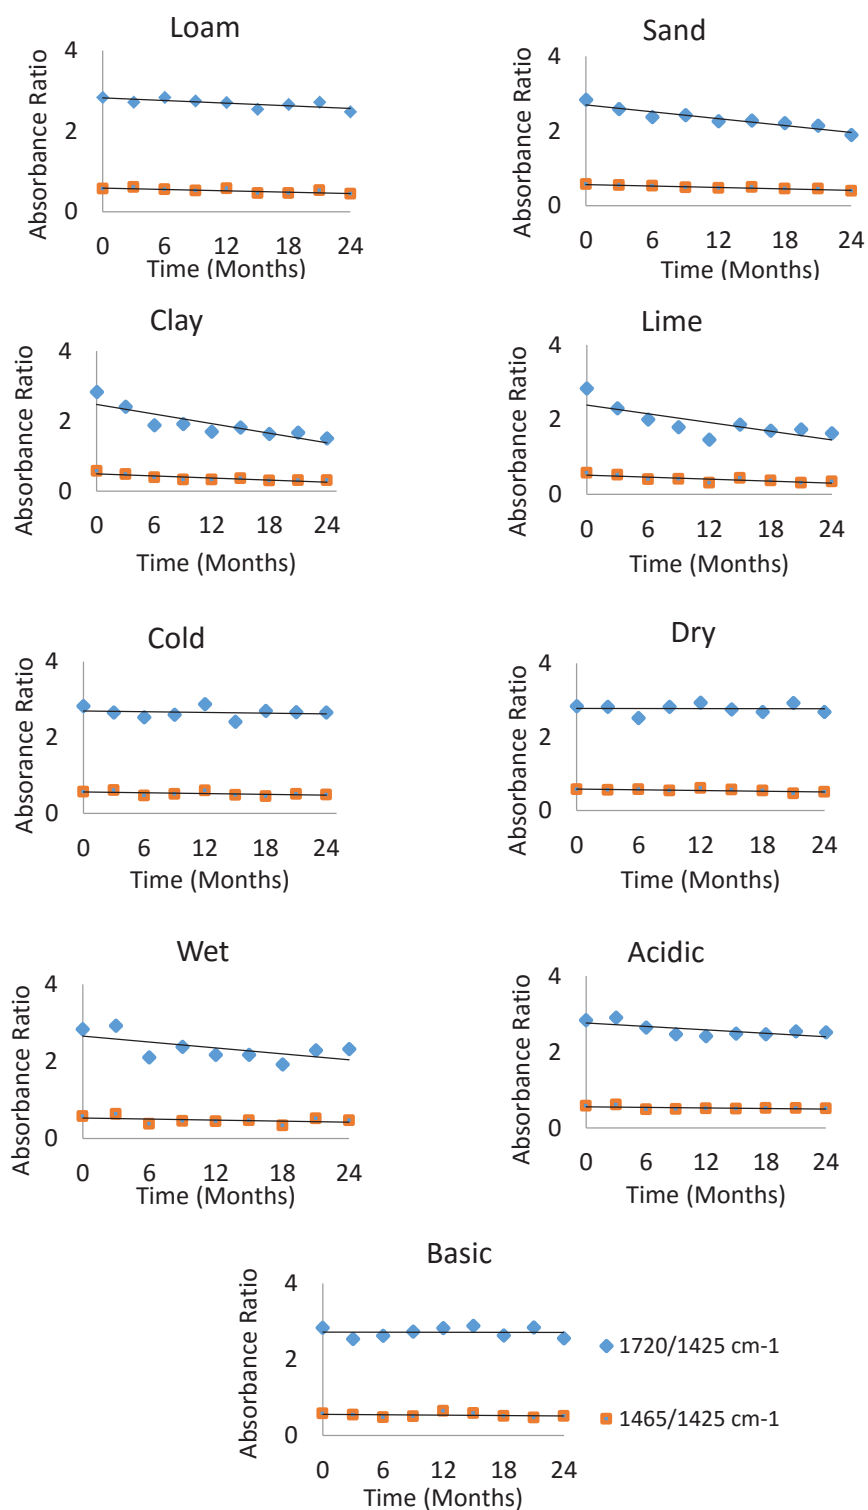 Loam
Absorbance Ratio
4
2
0
0 6 12 18 24
Time (Months)
Sand
Absorbance Ratio
4
2
0
0 6 12 18 24
Time (Months)
Clay
Absorbance Ratio
4
2
0
0 6 12 18 24
Time (Months)
Lime
Absorbance Ratio
4
2
0
0 6 12 18 24
Time (Months)
Cold
Absorance Ratio
4
2
0
0 6 12 18 24
Time (Months)
Dry
Absorbance Ratio
4
2
0
0 6 12 18 24
Time (Months)
Wet
Absorbance Ratio
4
2
0
0 6 12 18 24
Time (Months)
Acidic
Absorbance Ratio
4
2
0
0 6 12 18 24
Time (Months)
Basic
Absorbance Ratio
4
2
0
0 6 12 18 24
Time (Months)
1720/1425 cm-1
1465/1425 cm-1